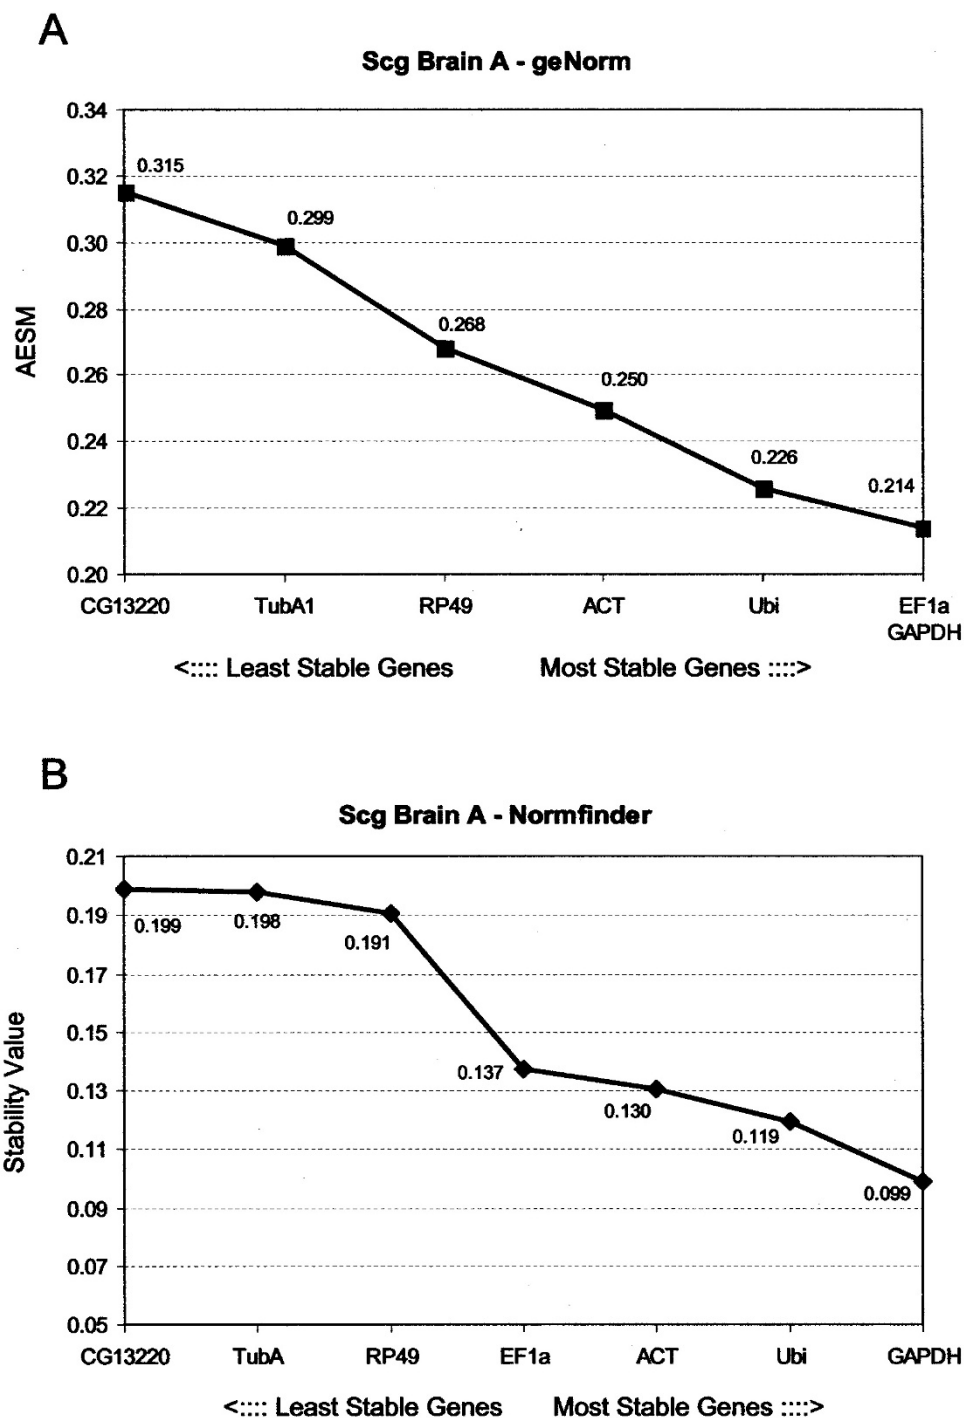 A
Scg Brain A - geNorm
0.34
0.32
0.30
0.28
0.26
0.24
0.22
0.20
AESM
0.315
0.299
0.268
0.250
0.226
0.214
CG13220 TubA1 RP49 ACT Ubi EF1a
GAPDH
<:::: Least Stable Genes Most Stable Genes ::::>
B
Scg Brain A - Normfinder
0.21
0.19
0.17
0.15
0.13
0.11
0.09
0.07
0.05
Stability Value
0.199
0.198
0.191
0.137
0.130
0.119
0.099
CG13220 TubA RP49 EF1a ACT Ubi GAPDH
<:::: Least Stable Genes Most Stable Genes ::::>